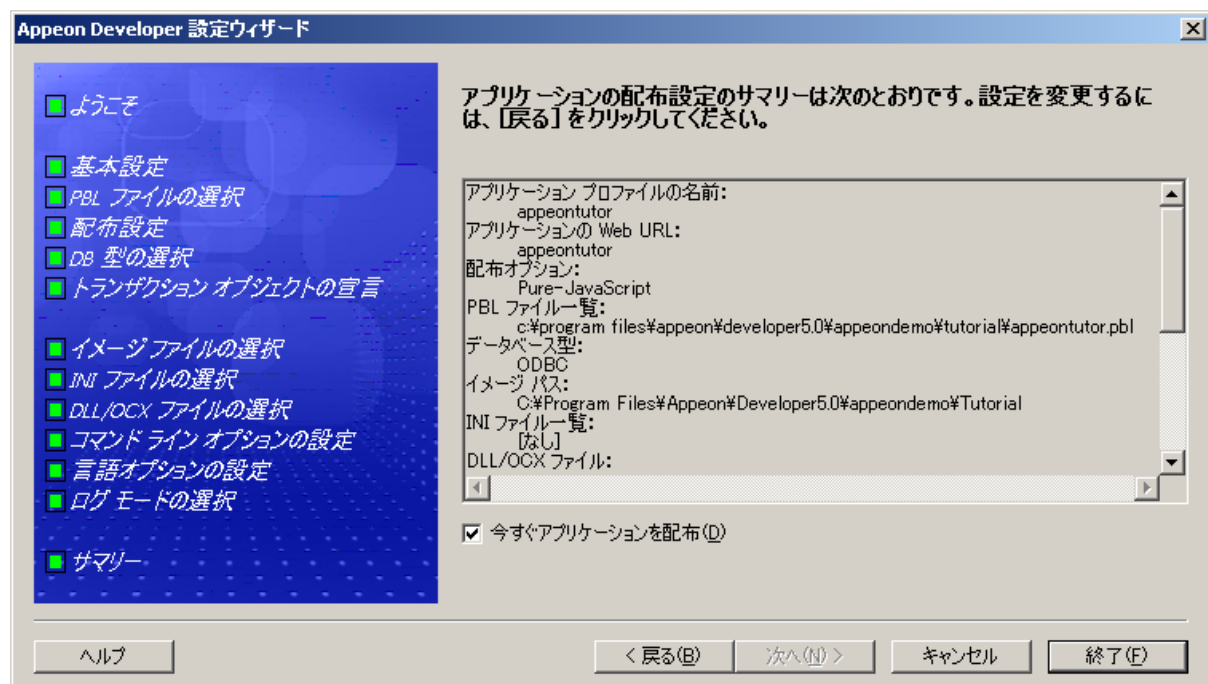 Appeon Developer 設定ウィザード
ようこそ
基本設定
PBL ファイルの選択
配布設定
DB 型の選択
トランザクション オブジェクトの宣言
イメージ ファイルの選択
INI ファイルの選択
DLL/OCX ファイルの選択
コマンド ライン オプションの設定
言語オプションの設定
ログ モードの選択
サマリー
アプリケーションの配布設定のサマリーは次のとおりです。設定を変更するに
は、[戻る] をクリックしてください。
アプリケーション プロファイルの名前:
appeontutor
アプリケーションの Web URL:
appeontutor
配布オプション:
Pure-JavaScript
PBL ファイル一覧:
c:¥program files¥appeon¥developer5.0¥appeondemo¥tutorial¥appeontutor.pbl
データベース型:
ODBC
イメージ パス:
C:¥Program Files¥Appeon¥Developer5.0¥appeondemo¥Tutorial
INI ファイル一覧:
[なし]
DLL/OCX ファイル:
今すぐアプリケーションを配布(D)
ヘルプ
< 戻る(B)
次へ(N) >
キャンセル
終了(F)